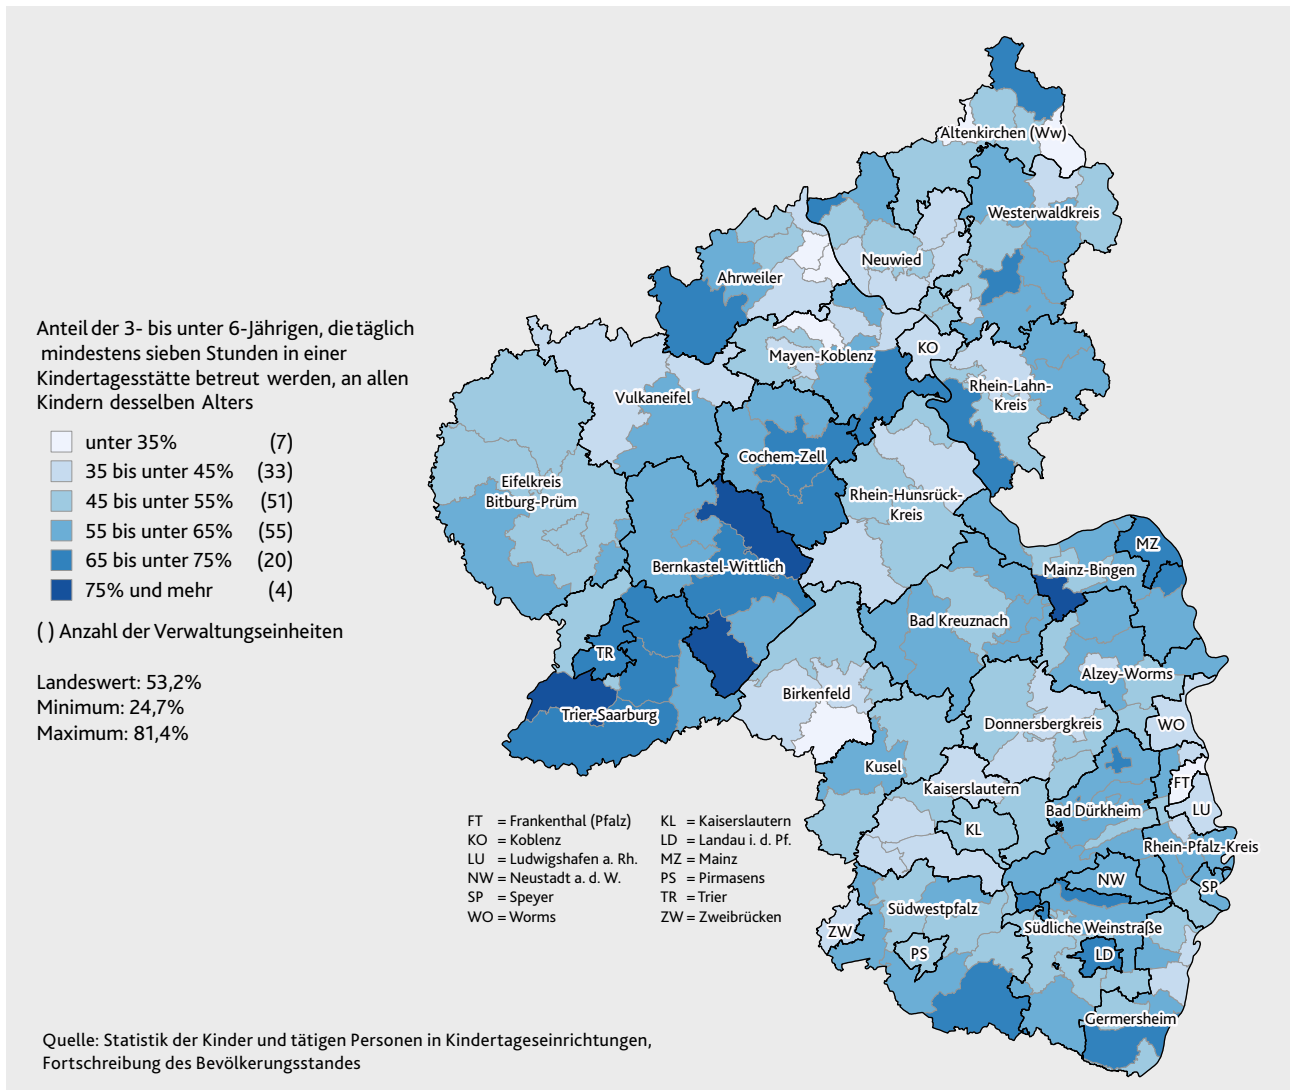 Altenkirchen (Ww)
Westerwaldkreis
Neuwied
Ahrweiler
Anteil der 3- bis unter 6-Jährigen, die täglich
mindestens sieben Stunden in einer
Kindertagesstätte betreut werden, an allen
Kindern desselben Alters
unter 35% (7)
35 bis unter 45% (33)
45 bis unter 55% (51)
55 bis unter 65% (55)
65 bis unter 75% (20)
75% und mehr (4)
( ) Anzahl der Verwaltungseinheiten
Landeswert: 53,2%
Minimum: 24,7%
Maximum: 81,4%
KO
Mayen-Koblenz
Rhein-Lahn-
Kreis
Vulkaneifel
Cochem-Zell
Eifelkreis
Bitburg-Prüm
Rhein-Hunsrück-
Kreis
MZ
Mainz-Bingen
Bernkastel-Wittlich
Bad Kreuznach
TR
Alzey-Worms
Birkenfeld
Trier-Saarburg
Donnersbergkreis
WO
Kusel
FT
Kaiserslautern
LU
Bad Dürkheim
KL
Rhein-Pfalz-Kreis
NW
SP
Südwestpfalz
Südliche Weinstraße
ZW
PS
LD
Germersheim
FT = Frankenthal (Pfalz)
KO = Koblenz
LU = Ludwigshafen a. Rh.
NW = Neustadt a. d. W.
SP = Speyer
WO = Worms
KL = Kaiserslautern
LD = Landau i. d. Pf.
MZ = Mainz
PS = Pirmasens
TR = Trier
ZW = Zweibrücken
Quelle: Statistik der Kinder und tätigen Personen in Kindertageseinrichtungen,
Fortschreibung des Bevölkerungsstandes